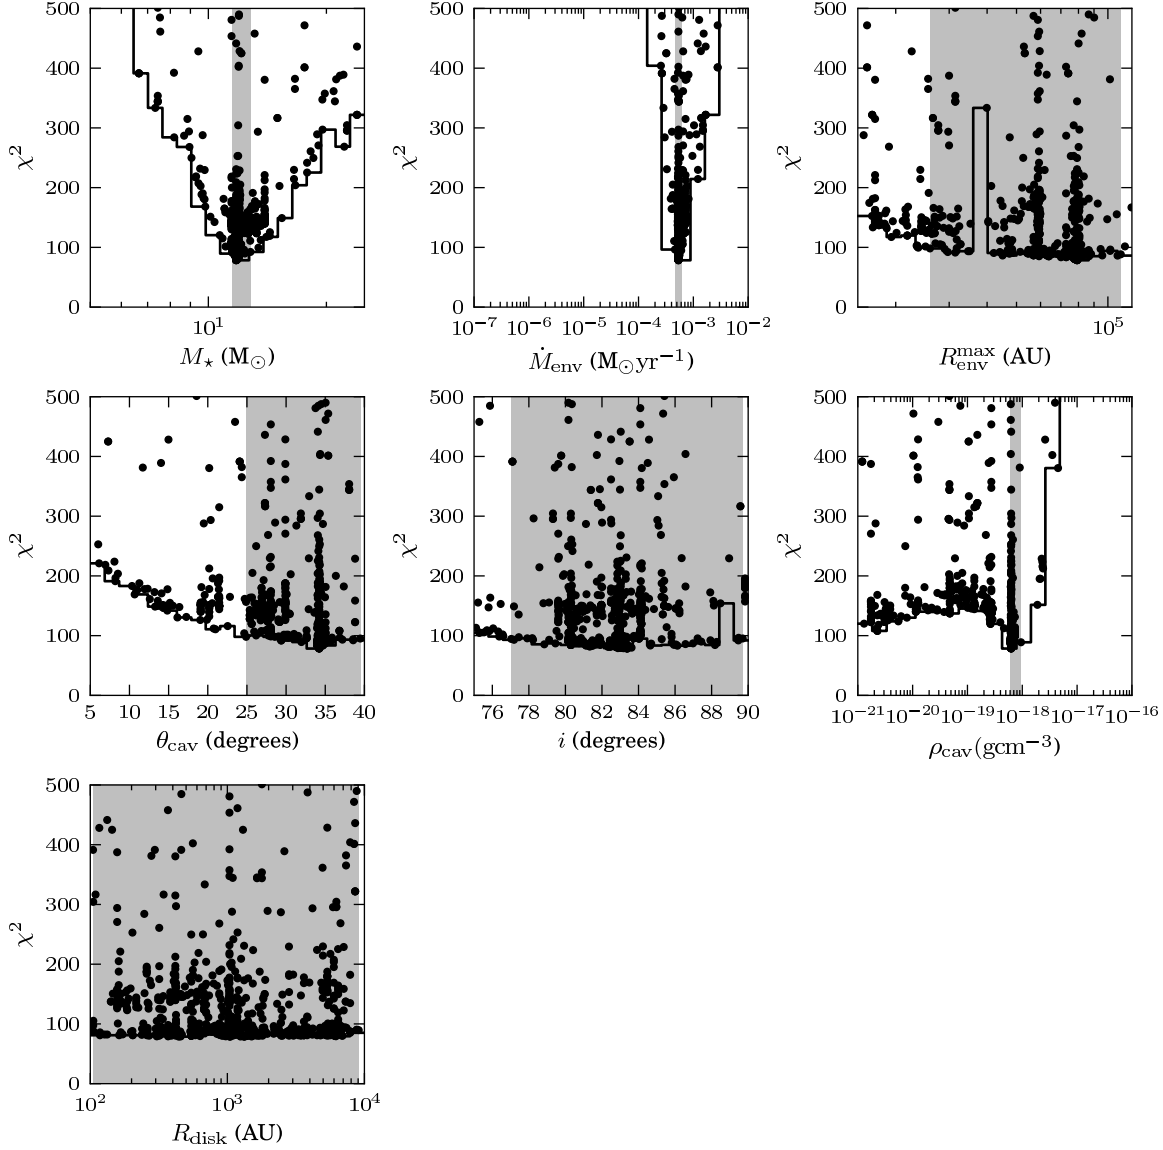 500 500 500
400 400 400
χ² 300 χ² 300 χ² 300
200 200 200
100 100 100
0 0 0
10¹ 10⁻⁷ 10⁻⁶ 10⁻⁵ 10⁻⁴ 10⁻³ 10⁻² 10⁵
M⋆ (M⊙) Ṁenv (M⊙yr⁻¹) Renv^max (AU)
500 500 500
400 400 400
χ² 300 χ² 300 χ² 300
200 200 200
100 100 100
0 0 0
5 10 15 20 25 30 35 40 76 78 80 82 84 86 88 90 10⁻²¹ 10⁻²⁰ 10⁻¹⁹ 10⁻¹⁸ 10⁻¹⁷ 10⁻¹⁶
θcav (degrees) i (degrees) ρcav(gcm⁻³)
500
400
χ² 300
200
100
0
10² 10³ 10⁴
Rdisk (AU)